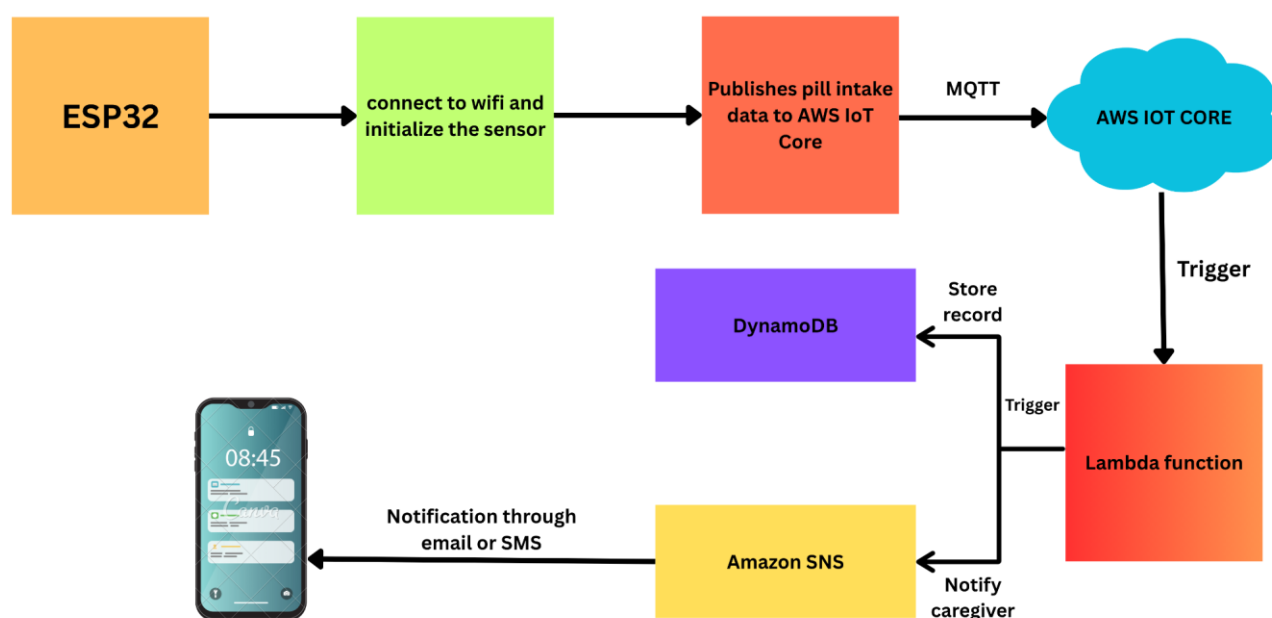 ESP32
connect to wifi and
initialize the sensor
Publishes pill intake
data to AWS IoT
Core
MQTT
AWS IOT CORE
Trigger
DynamoDB
Store
record
Trigger
Lambda function
08:45
Canva
Notification through
email or SMS
Amazon SNS
Notify
caregiver